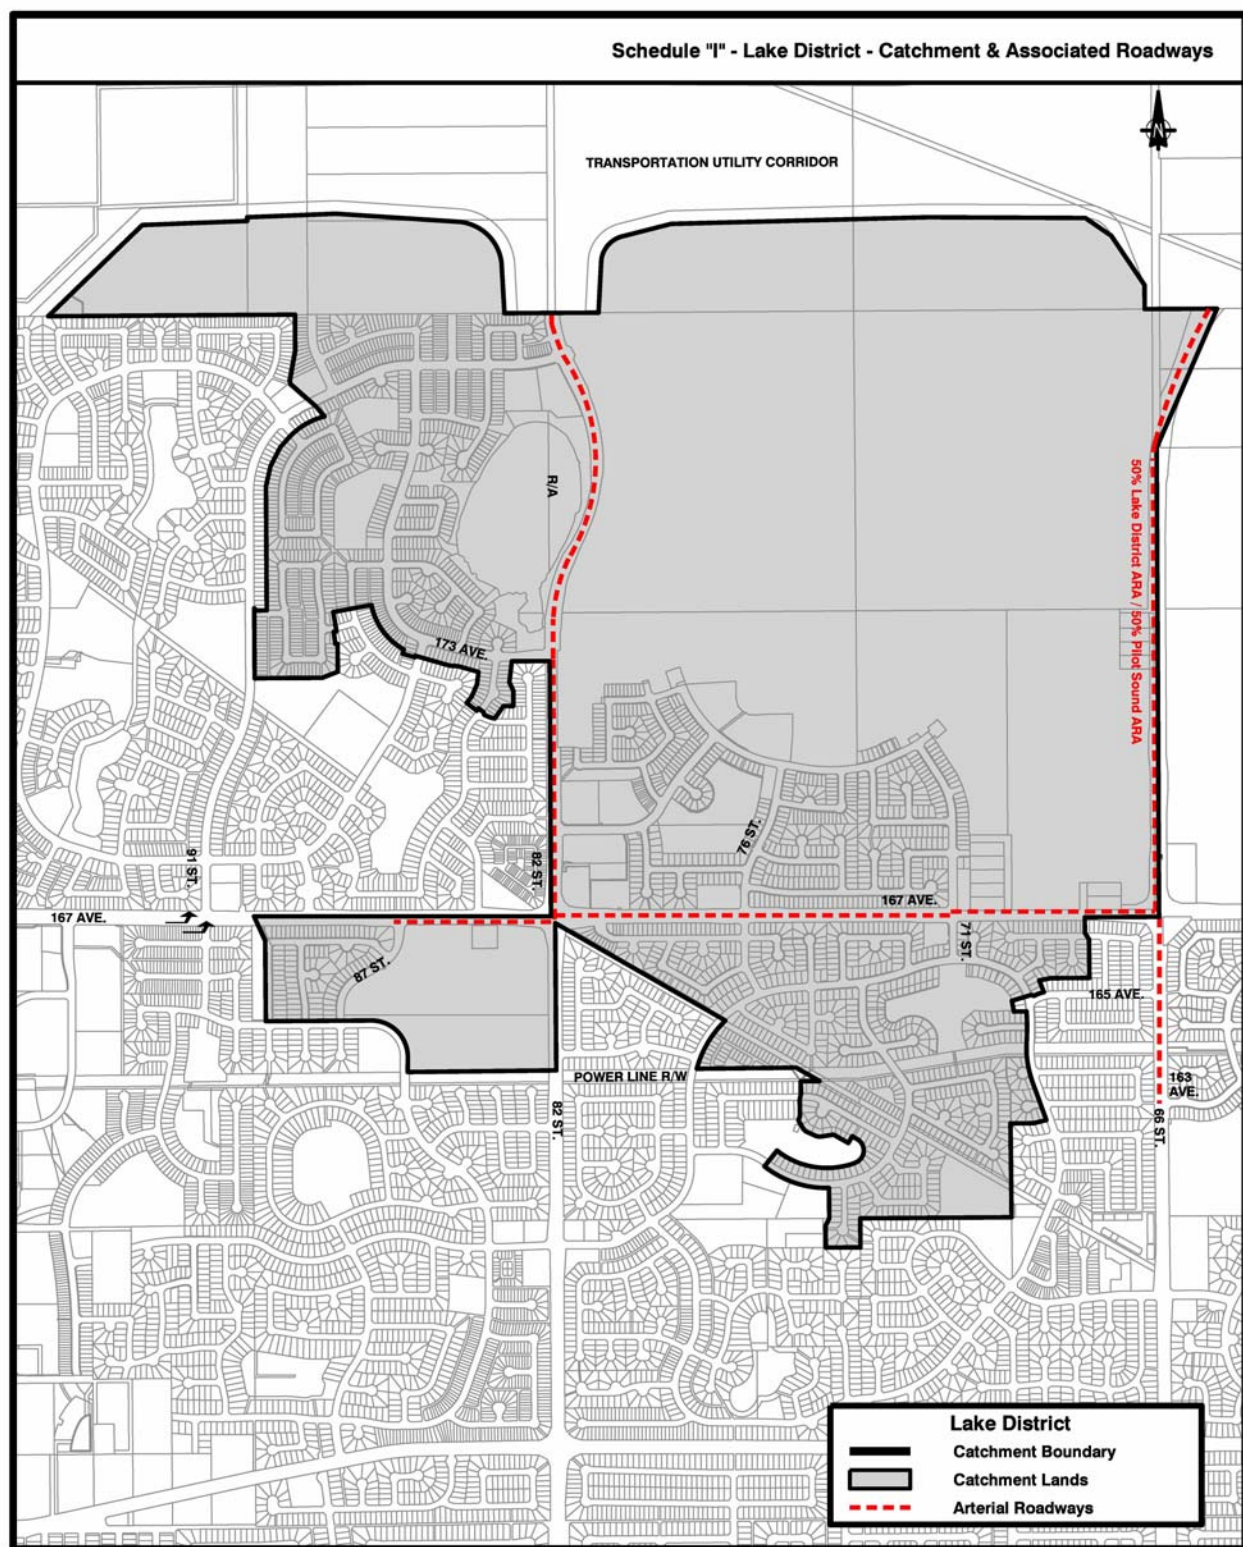 Schedule "I" - Lake District - Catchment & Associated Roadways
N
TRANSPORTATION UTILITY CORRIDOR
R/A
50% Lake District ARA / 50% Pilot Sound ARA
173 AVE.
76 ST.
91 ST.
82 ST.
167 AVE.
167 AVE.
71 ST.
87 ST.
165 AVE.
POWER LINE R/W
163
AVE.
82 ST.
66 ST.
Lake District
Catchment Boundary
Catchment Lands
Arterial Roadways